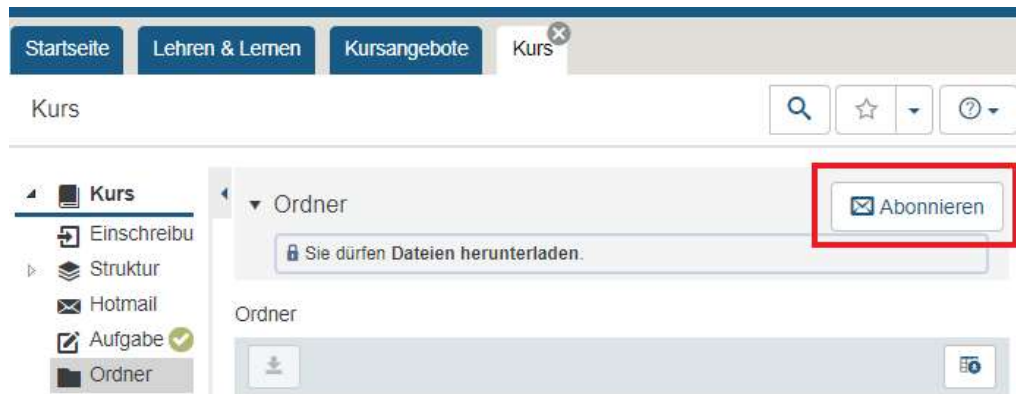 Startseite Lehren & Lernen Kursangebote Kurs
Kurs
Kurs
Ordner
Abonnieren
Einschreibu
Sie dürfen Dateien herunterladen.
Struktur
Hotmail
Ordner
Aufgabe
Ordner